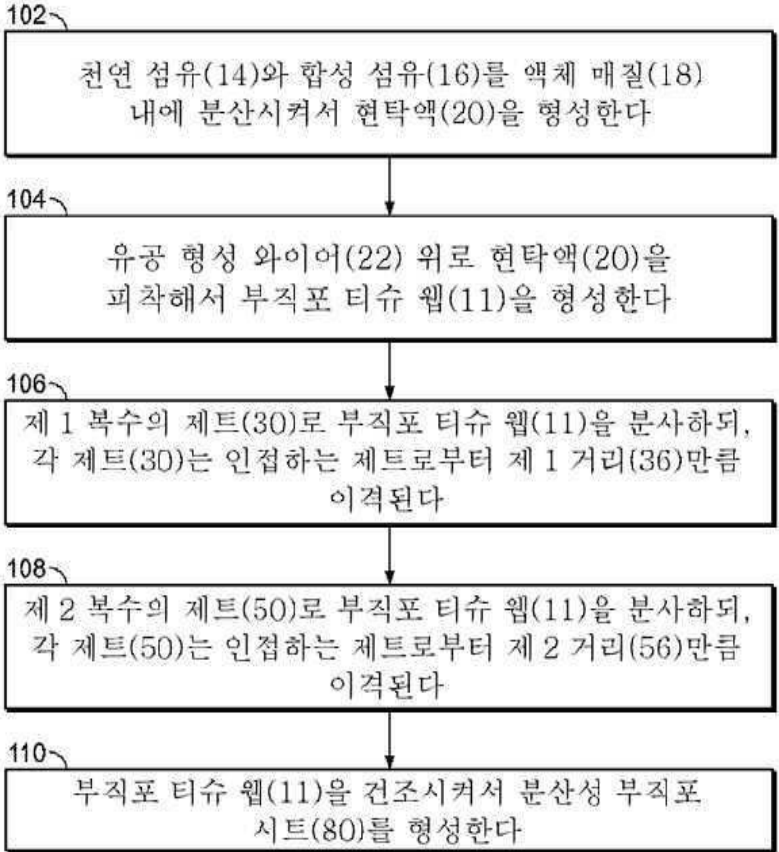 102
천연 섬유(14)와 합성 섬유(16)를 액체 매질(18)
내에 분산시켜서 현탁액(20)을 형성한다
104
유공 형성 와이어(22) 위로 현탁액(20)을
피착해서 부직포 티슈 웹(11)을 형성한다
106
제 1 복수의 제트(30)로 부직포 티슈 웹(11)을 분사하되,
각 제트(30)는 인접하는 제트로부터 제 1 거리(36)만큼
이격된다
108
제 2 복수의 제트(50)로 부직포 티슈 웹(11)을 분사하되,
각 제트(50)는 인접하는 제트로부터 제 2 거리(56)만큼
이격된다
110
부직포 티슈 웹(11)을 건조시켜서 분산성 부직포
시트(80)를 형성한다